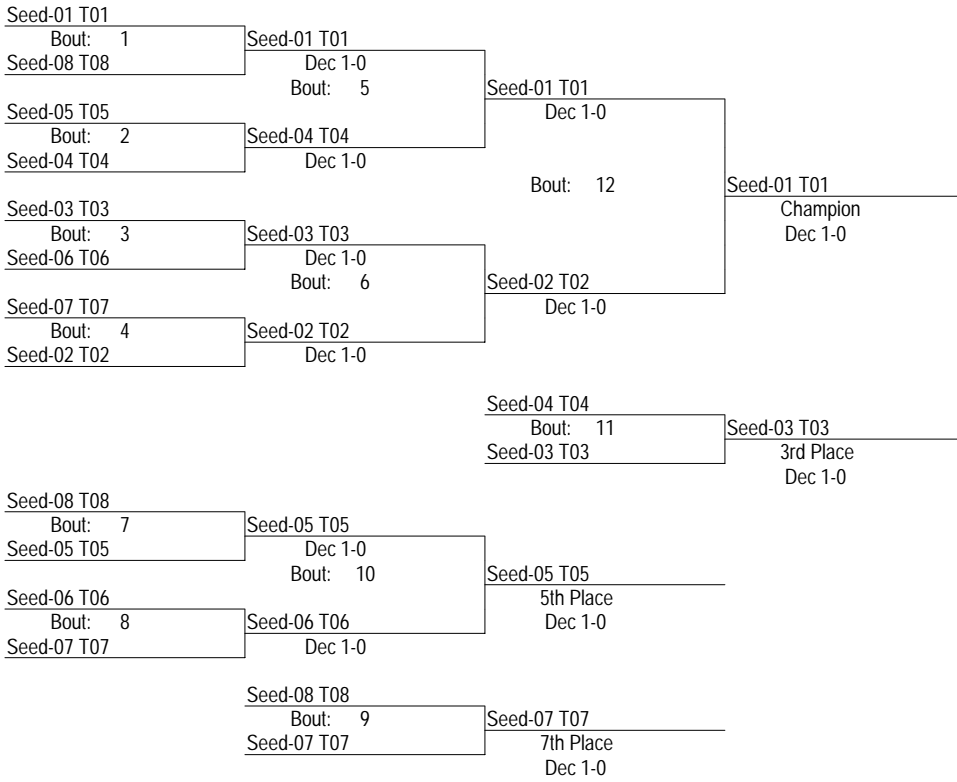 Seed-01 T01
Bout: 1
Seed-08 T08
Seed-01 T01
Dec 1-0
Bout: 5
Seed-05 T05
Bout: 2
Seed-04 T04
Seed-04 T04
Dec 1-0
Seed-01 T01
Dec 1-0
Bout: 12
Seed-01 T01
Champion
Dec 1-0
Seed-03 T03
Bout: 3
Seed-06 T06
Seed-03 T03
Dec 1-0
Bout: 6
Seed-07 T07
Bout: 4
Seed-02 T02
Seed-02 T02
Dec 1-0
Seed-02 T02
Dec 1-0
Seed-04 T04
Bout: 11
Seed-03 T03
Seed-03 T03
3rd Place
Dec 1-0
Seed-08 T08
Bout: 7
Seed-05 T05
Seed-05 T05
Dec 1-0
Bout: 10
Seed-06 T06
Bout: 8
Seed-07 T07
Seed-06 T06
Dec 1-0
Seed-05 T05
5th Place
Dec 1-0
Seed-08 T08
Bout: 9
Seed-07 T07
Seed-07 T07
7th Place
Dec 1-0